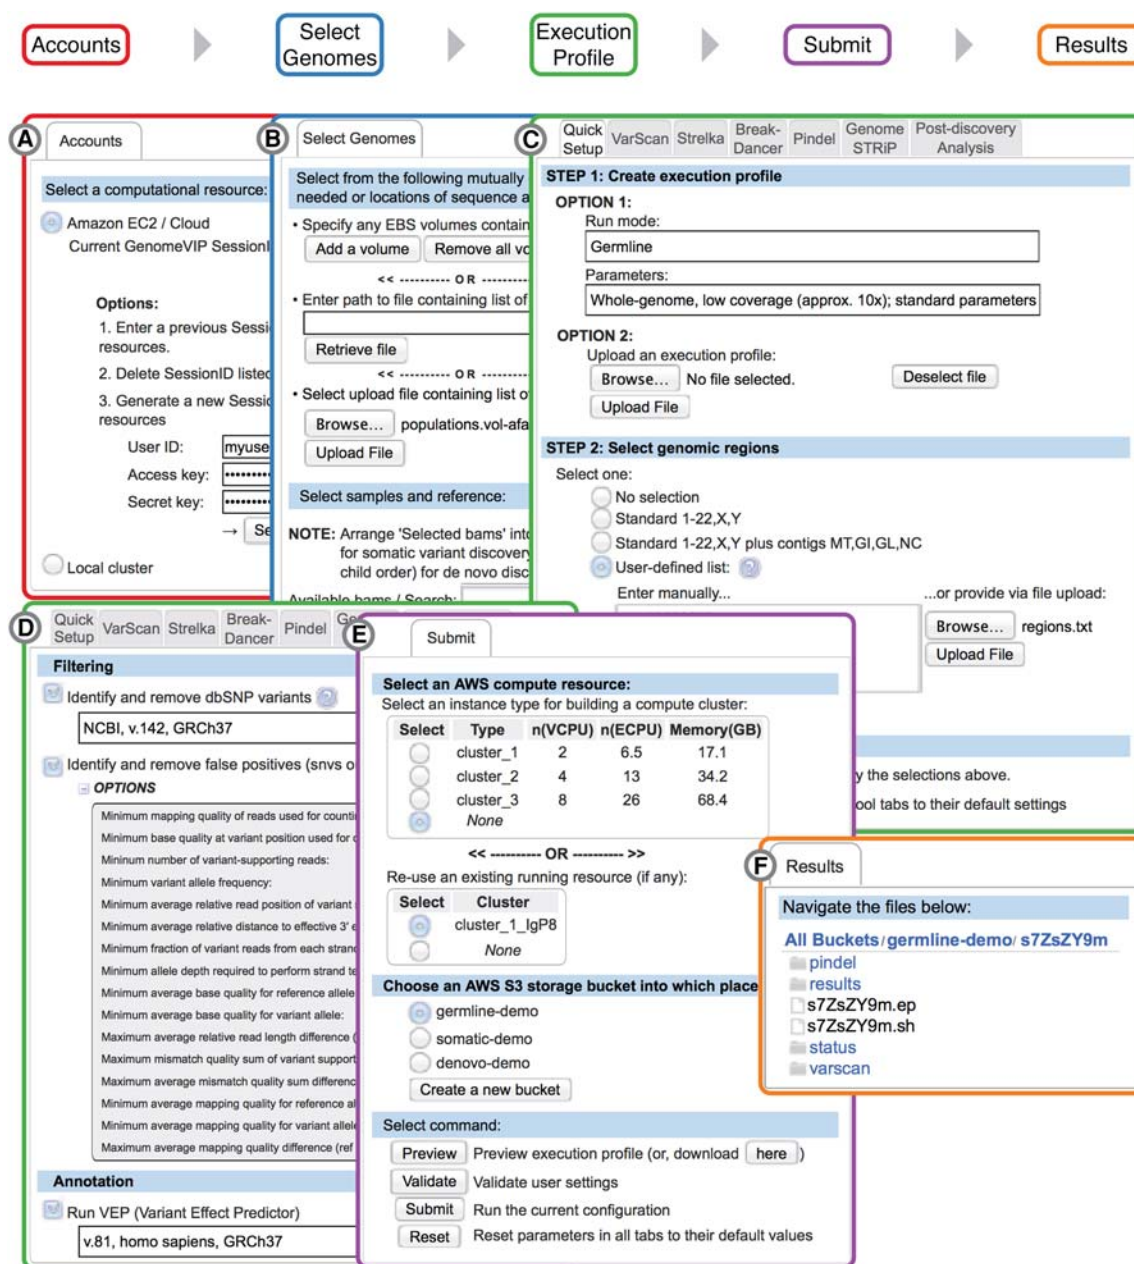 Accounts
Select
Genomes
Execution
Profile
Submit
Results
A
Accounts
Select a computational resource:
Amazon EC2 / Cloud
Current GenomeVIP SessionI
Options:
1. Enter a previous Sessi
resources.
2. Delete SessionID listed
3. Generate a new Sessio
resources
User ID: myuse
Access key:
Secret key:
→ Se
Local cluster
B
Select Genomes
Select from the following mutually
needed or locations of sequence a
• Specify any EBS volumes contain
Add a volume Remove all vo
<< ---------- OR ----------
• Enter path to file containing list of
Retrieve file
<< ---------- OR ----------
• Select upload file containing list o
Browse... populations.vol-afa
Upload File
Select samples and reference:
NOTE: Arrange 'Selected bams' into
for somatic variant discovery
child order) for de novo disc
Available bams / Search:
C
Quick
Setup
VarScan
Strelka
Break-
Dancer
Pindel
Genome
STRiP
Post-discovery
Analysis
STEP 1: Create execution profile
OPTION 1:
Run mode:
Germline
Parameters:
Whole-genome, low coverage (approx. 10x); standard parameters
OPTION 2:
Upload an execution profile:
Browse... No file selected. Deselect file
Upload File
STEP 2: Select genomic regions
Select one:
No selection
Standard 1-22,X,Y
Standard 1-22,X,Y plus contigs MT,GI,GL,NC
User-defined list: ?
Enter manually... ...or provide via file upload:
Browse... regions.txt
Upload File
y the selections above.
ool tabs to their default settings
D
Quick
Setup
VarScan
Strelka
Break-
Dancer
Pindel
Ge
Filtering
Identify and remove dbSNP variants ?
NCBI, v.142, GRCh37
Identify and remove false positives (snvs o
OPTIONS
Minimum mapping quality of reads used for counti
Minimum base quality at variant position used for c
Minimum number of variant-supporting reads:
Minimum variant allele frequency:
Minimum average relative read position of variant
Minimum average relative distance to effective 3' e
Minimum fraction of variant reads from each strand
Minimum allele depth required to perform strand te
Minimum average base quality for reference allele
Minimum average base quality for variant allele:
Maximum average relative read length difference (
Maximum mismatch quality sum of variant support
Maximum average mismatch quality sum differenc
Minimum average mapping quality for reference al
Minimum average mapping quality for variant allele
Maximum average mapping quality difference (ref
Annotation
Run VEP (Variant Effect Predictor)
v.81, homo sapiens, GRCh37
E
Submit
Select an AWS compute resource:
Select an instance type for building a compute cluster:
Select Type n(VCPU) n(ECPU) Memory(GB)
cluster_1 2 6.5 17.1
cluster_2 4 13 34.2
cluster_3 8 26 68.4
None
<< ---------- OR ---------- >>
Re-use an existing running resource (if any):
Select Cluster
cluster_1_IgP8
None
Choose an AWS S3 storage bucket into which place
germline-demo
somatic-demo
denovo-demo
Create a new bucket
Select command:
Preview Preview execution profile (or, download here )
Validate Validate user settings
Submit Run the current configuration
Reset Reset parameters in all tabs to their default values
F
Results
Navigate the files below:
All Buckets/germline-demo/ s7ZsZY9m
pindel
results
s7ZsZY9m.ep
s7ZsZY9m.sh
status
varscan